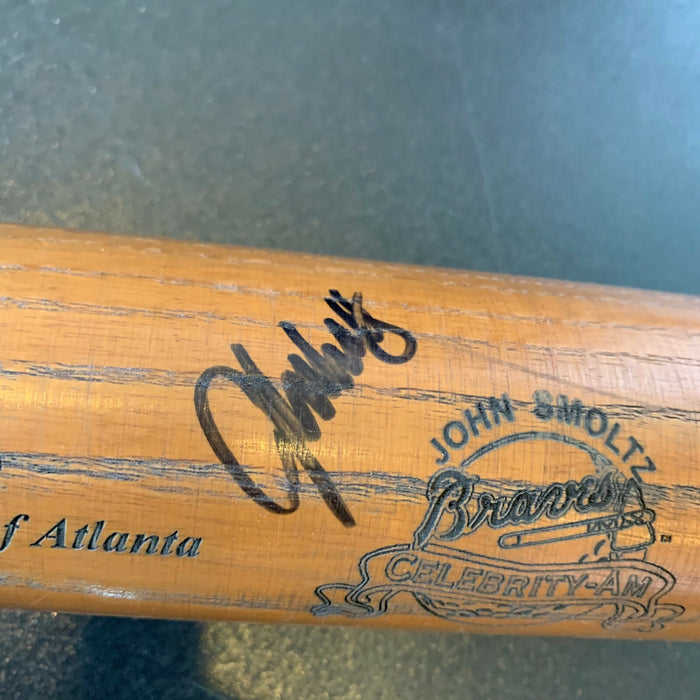 f Atlanta
JOHN SMOLTZ
Braves
CELEBRITY-AM